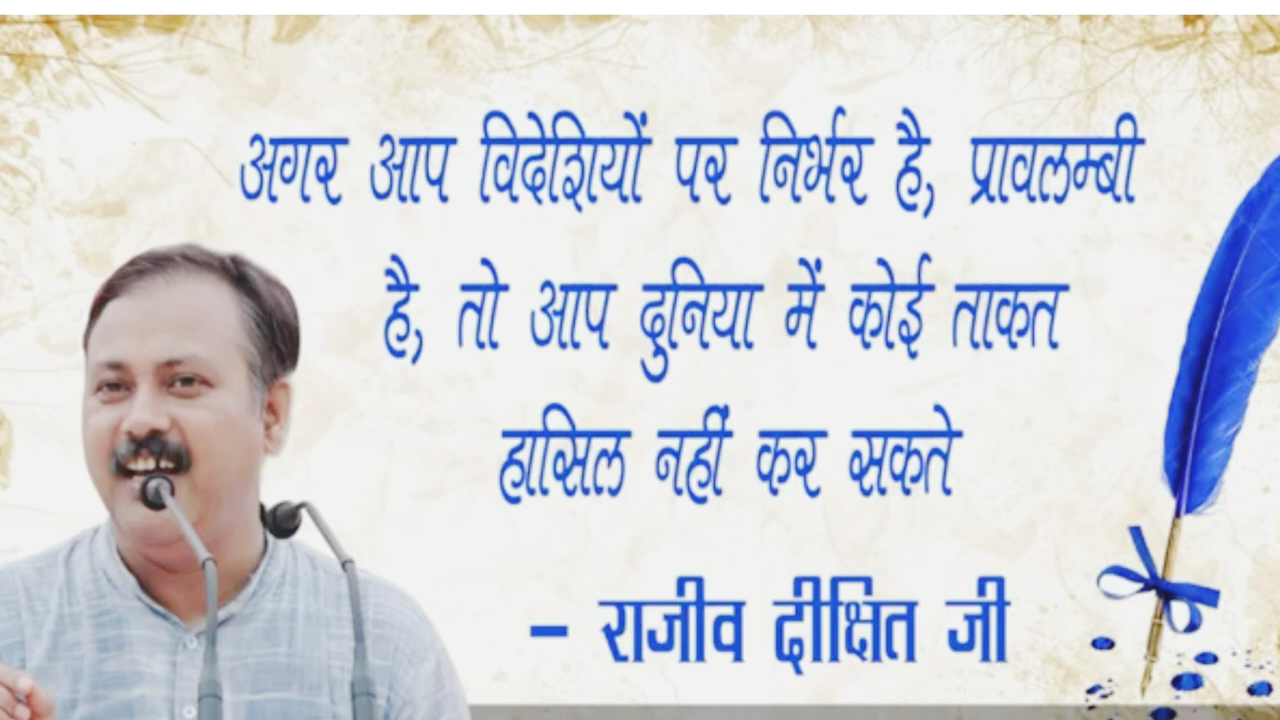 अगर आप विदेशियों पर निर्भर है, प्रावलम्बी
है, तो आप दुनिया में कोई ताकत
हासिल नहीं कर सकते
- राजीव दीक्षित जी